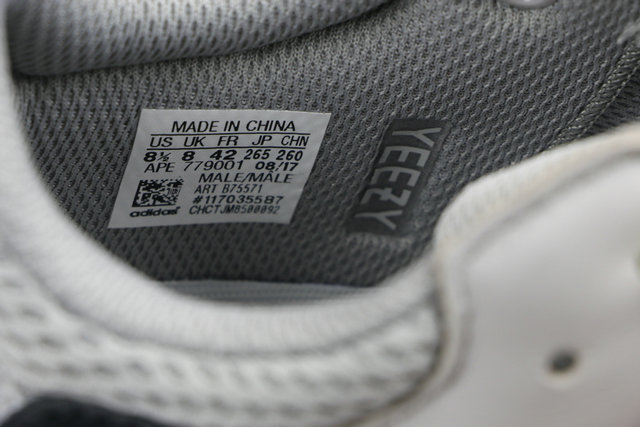 MADE IN CHINA
US UK FR JP CHN
8½ 8 42 265 260
APE 779001 08/17
MALE/MÂLE
ART B75571
#117035587
adidas CHCTJM8500092
YEEZY